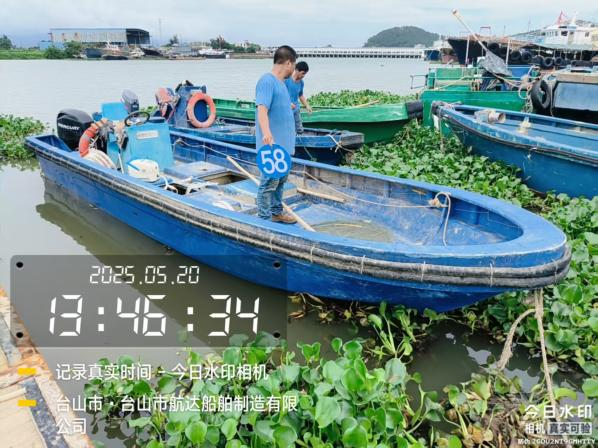 58
2025.05.20
13:46:34
记录真实时间 · 今日水印相机
台山市 · 台山市航达船舶制造有限
公司
今日水印
相机 真实可验